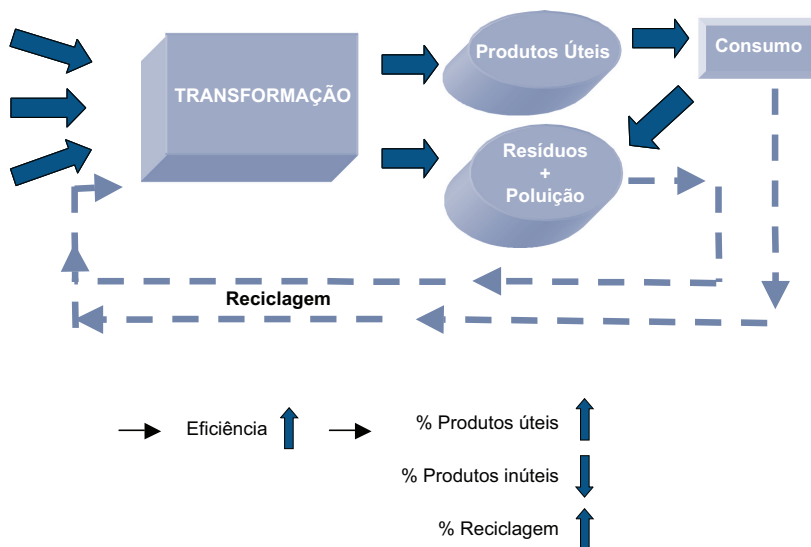 TRANSFORMAÇÃO
Produtos Úteis
Consumo
Resíduos
+
Poluição
Reciclagem
Eficiência
% Produtos úteis
% Produtos inúteis
% Reciclagem